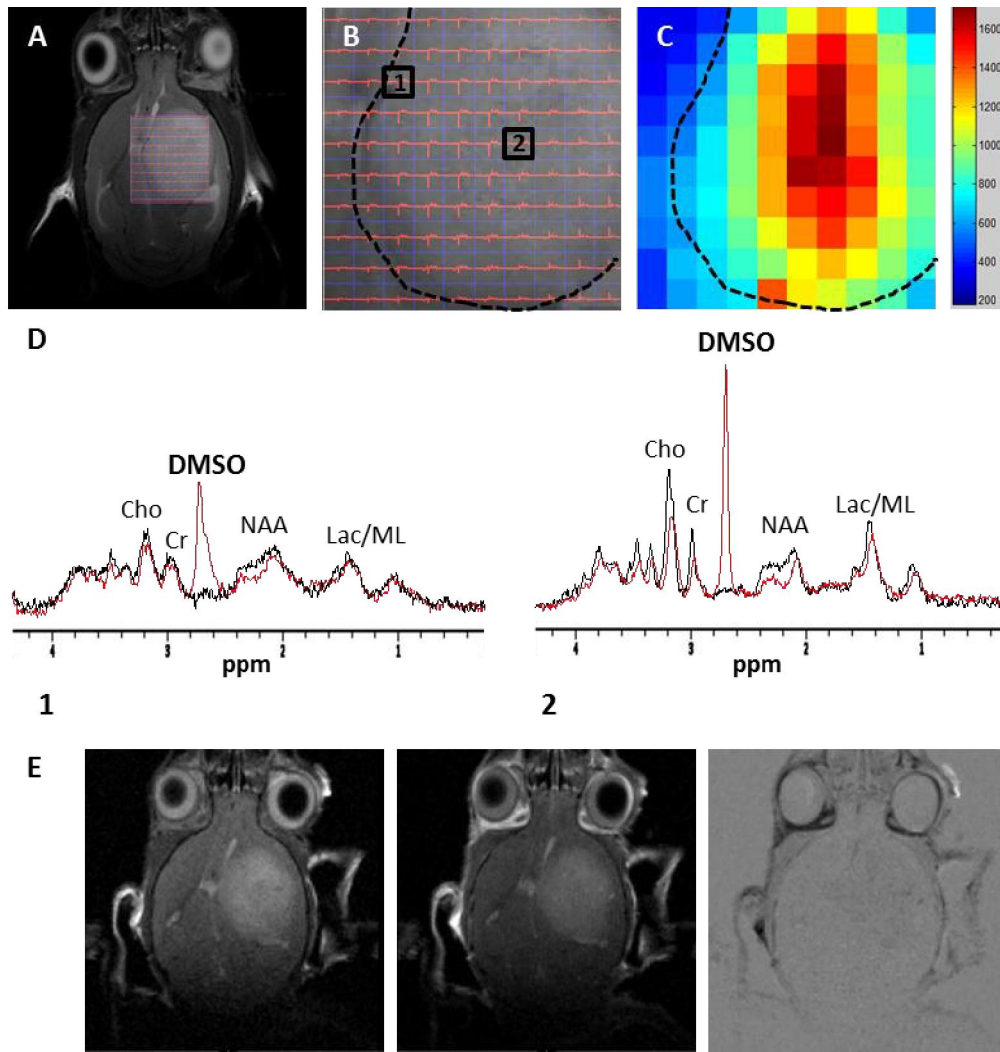 A
B
C
1
2
1600
1400
1200
1000
800
600
400
200
D
DMSO
Cho
Cr
NAA
Lac/ML
4 3 2 1
ppm
1
DMSO
Cho
Cr
NAA
Lac/ML
4 3 2 1
ppm
2
E